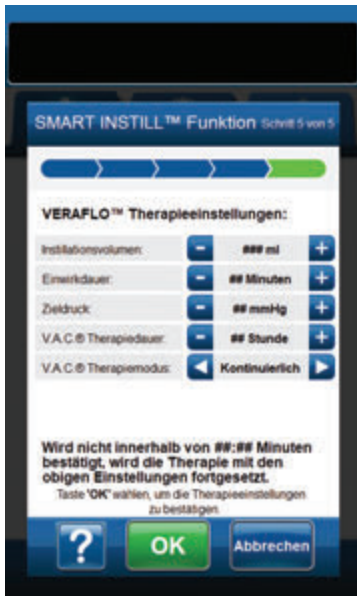 SMART INSTILL™ Funktion Schritt 5 von 5
VERAFLO™ Therapieeinstellungen:
Instillationsvolumen: - ### ml +
Einwirkdauer: - ## Minuten +
Zieldruck: - ## mmHg +
V.A.C.® Therapiedauer: - ## Stunde +
V.A.C.® Therapiemodus: Kontinuierlich
Wird nicht innerhalb von ##:## Minuten
bestätigt, wird die Therapie mit den
obigen Einstellungen fortgesetzt.
Taste "OK" wählen, um die Therapieeinstellungen
zu bestätigen.
? OK Abbrechen